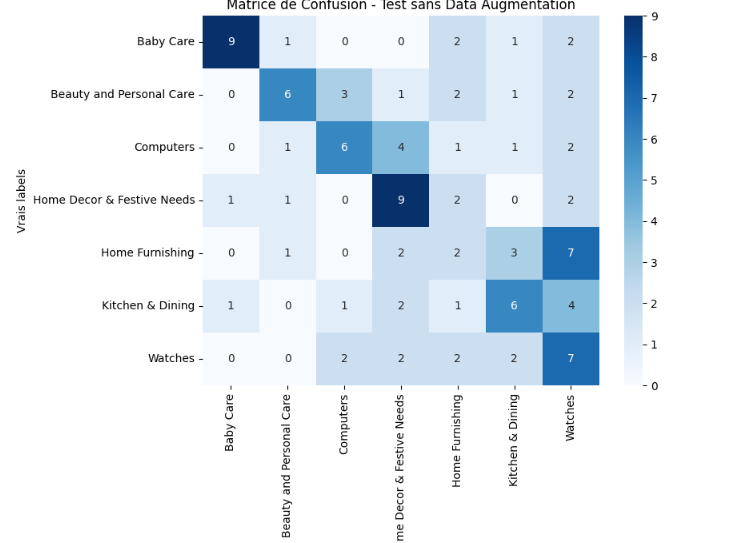 Matrice de Confusion - Test sans Data Augmentation
Vrais labels
Baby Care 9 1 0 0 2 1 2
Beauty and Personal Care 0 6 3 1 2 1 2
Computers 0 1 6 4 1 1 2
Home Decor & Festive Needs 1 1 0 9 2 0 2
Home Furnishing 0 1 0 2 2 3 7
Kitchen & Dining 1 0 1 2 1 6 4
Watches 0 0 2 2 2 2 7
Baby Care
Beauty and Personal Care
Computers
me Decor & Festive Needs
Home Furnishing
Kitchen & Dining
Watches
9
8
7
6
5
4
3
2
1
0